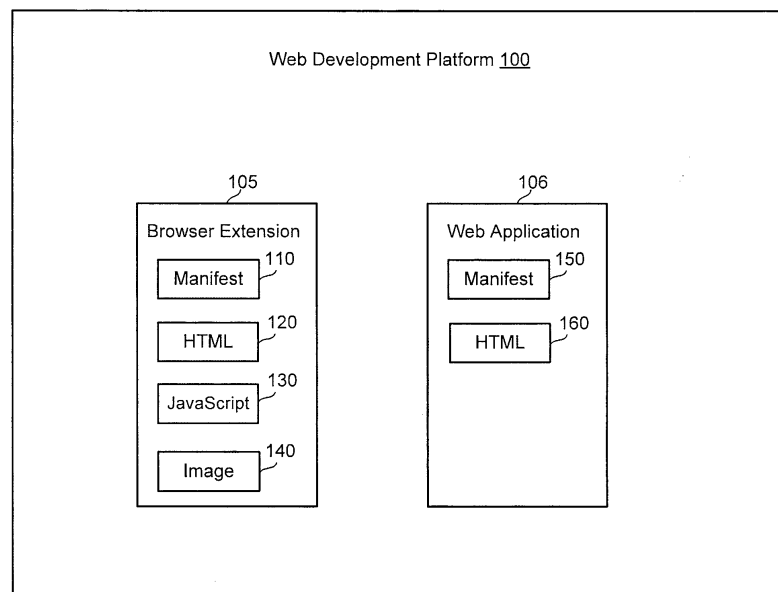 Web Development Platform 100
105
Browser Extension
110
Manifest
120
HTML
130
JavaScript
140
Image
106
Web Application
150
Manifest
160
HTML